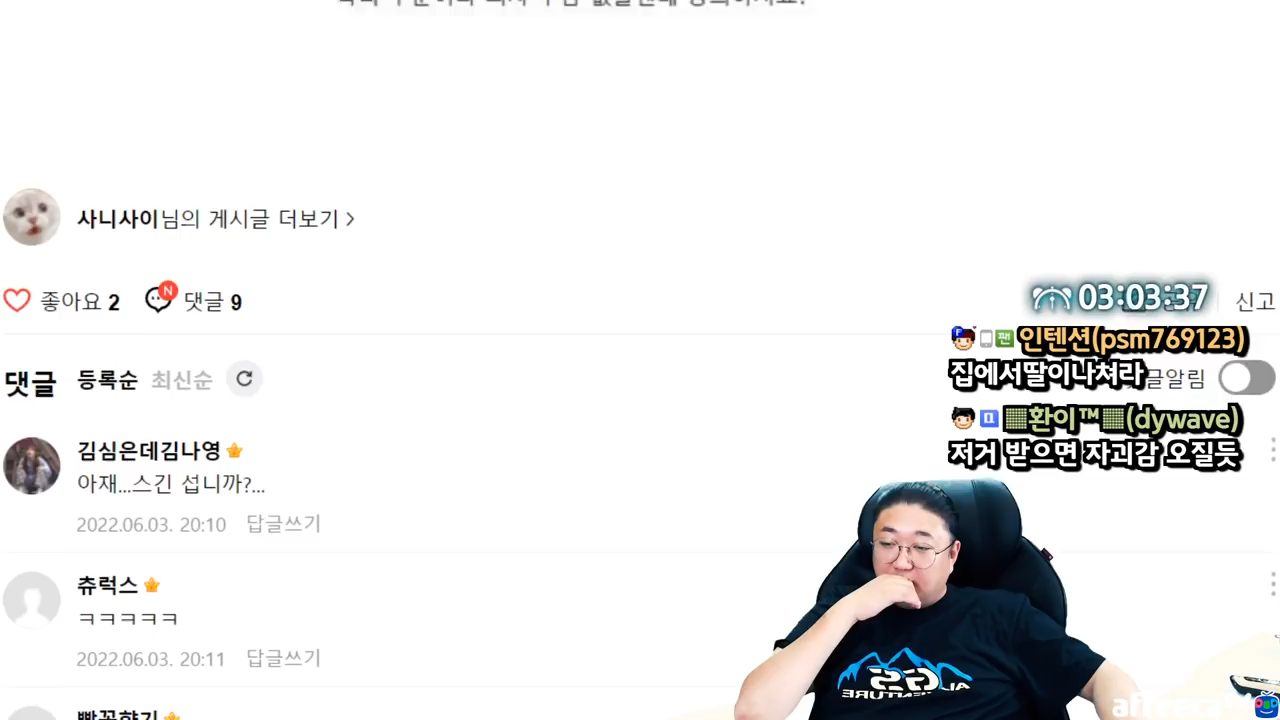 사니사이님의 게시글 더보기 >
좋아요 2 댓글 9
03:03:37
신고
인텐션(psm769123)
집에서딸이나쳐라
글알림
환이™(dywave)
저거 받으면 자괴감 오질듯
댓글 등록순 최신순
김심은데김나영
아재...스긴 섭니까?...
2022.06.03. 20:10 답글쓰기
츄럭스
ㅋㅋㅋㅋㅋ
2022.06.03. 20:11 답글쓰기
GS